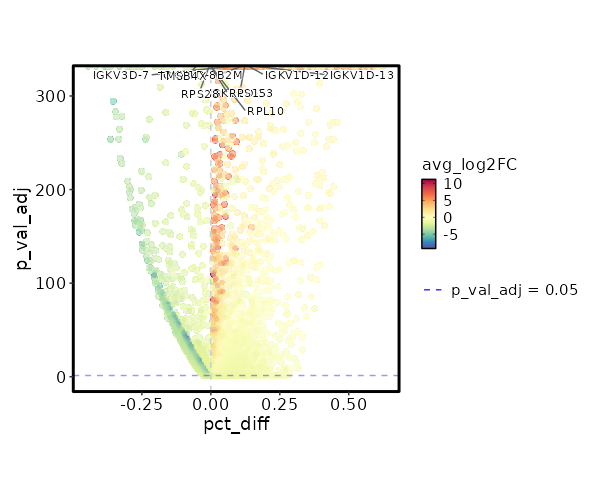 IGKV3D-7
TMSB4X
B2M
IGKV1D-12
IGKV1D-13
RPS28
RPL10
300
200
100
0
p_val_adj
-0.25
0.00
0.25
0.50
pct_diff
avg_log2FC
10
5
0
-5
p_val_adj = 0.05